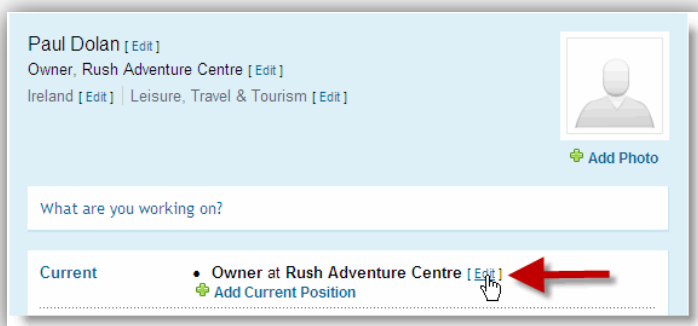 Paul Dolan [ Edit ]
Owner, Rush Adventure Centre [ Edit ]
Ireland [ Edit ] | Leisure, Travel & Tourism [ Edit ]
Add Photo
What are you working on?
Current • Owner at Rush Adventure Centre [ Edit ]
Add Current Position